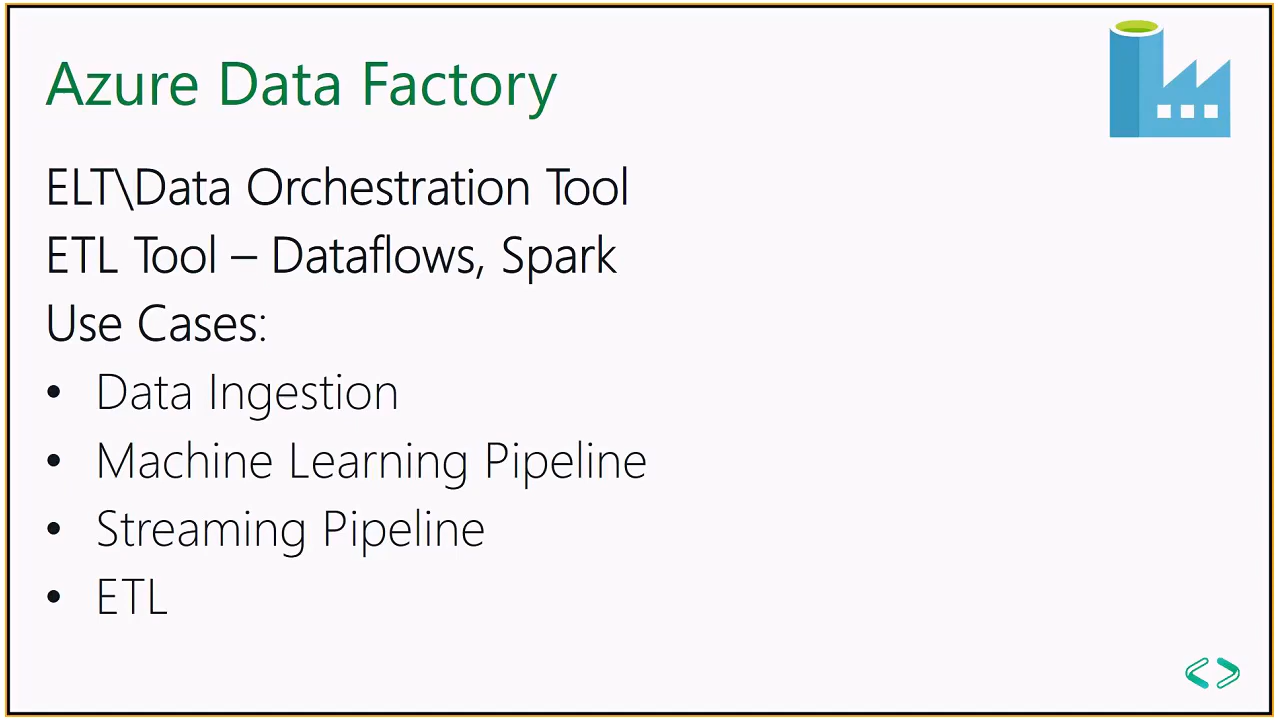 Azure Data Factory
ELT\Data Orchestration Tool
ETL Tool – Dataflows, Spark
Use Cases:
• Data Ingestion
• Machine Learning Pipeline
• Streaming Pipeline
• ETL